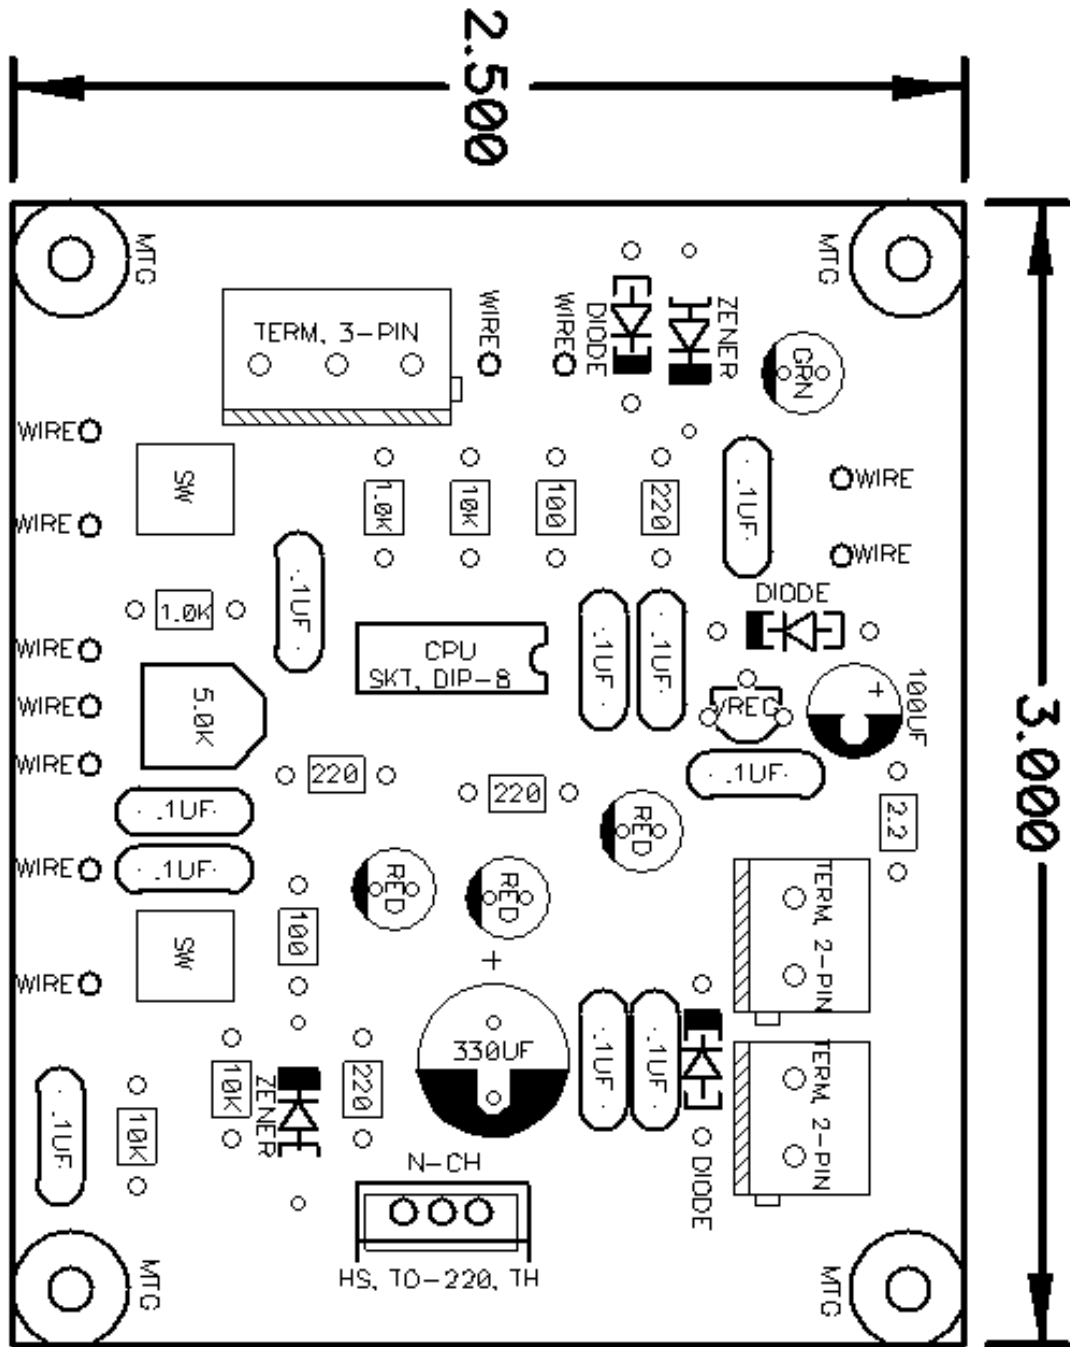 2.500
MTG
MTG
TERM, 3-PIN
WIRE
WIRE
DIODE
ZENER
GRN
WIRE
SW
WIRE
1.0K
10K
100
220
.1UF
WIRE
WIRE
DIODE
1.0K
.1UF
CPU
SKT, DIP-8
.1UF
.1UF
WIRE
5.0K
WIRE
VREG
+
100UF
3.000
WIRE
220
220
.1UF
.1UF
RED
2.2
.1UF
WIRE
RED
RED
TERM, 2-PIN
100
SW
WIRE
+
330UF
.1UF
.1UF
TERM, 2-PIN
10K
ZENER
220
.1UF
10K
N-CH
DIODE
HS, TO-220, TH
MTG
MTG